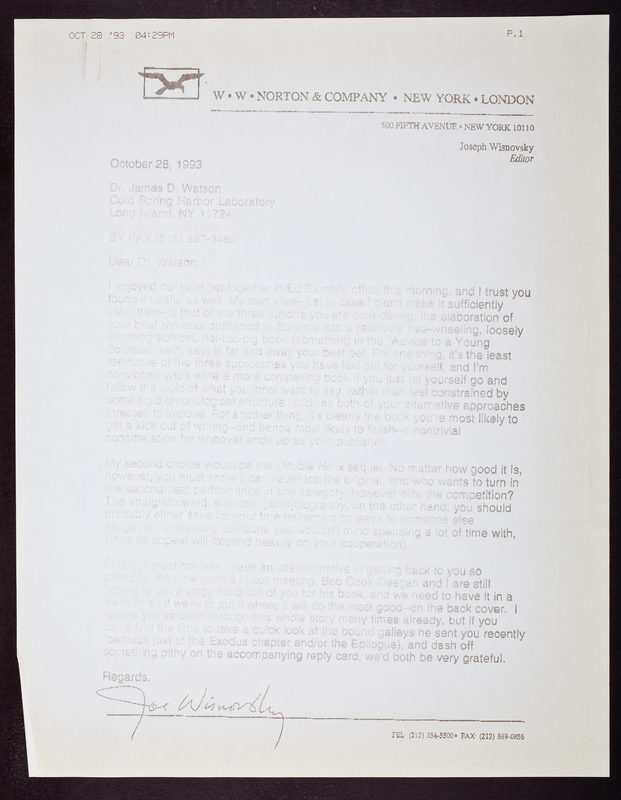 OCT 28 '93 04:29PM P.1
W • W • NORTON & COMPANY • NEW YORK • LONDON
500 FIFTH AVENUE • NEW YORK 10110
Joseph Wisnovsky
Editor
October 28, 1993
Dr. James D. Watson
Cold Spring Harbor Laboratory
Long Island, NY 11724
BY FAX (516) 367-8480
Dear Dr. Watson:
I enjoyed our brief get-together in Ed Barber's office this morning, and I trust you
found it useful as well. My own view--just in case I didn't make it sufficiently
clear then--is that of the three options you are considering, the elaboration of
your brief remarks published in Science into a relatively free-wheeling, loosely
autobiographical, not-too-big book (something in the "Advice to a Young
Scientist" vein, say) is far and away your best bet. For one thing, it's the least
restrictive of the three approaches you have laid out for yourself, and I'm
convinced you'll write a more compelling book if you just let yourself go and
follow the logic of what you most want to say, rather than feel constrained by
some rigid chronological structure, such as both of your alternative approaches
threaten to impose. For another thing, it's clearly the book you're most likely to
get a kick out of writing--and hence most likely to finish--a nontrivial
consideration for whoever ends up as your publisher.
My second choice would be the Double Helix sequel. No matter how good it is,
however, you must know it can never top the original, and who wants to turn in
the second-best performance in any category, however elite the competition?
The straightforward, standard (auto)biography, on the other hand, you should
probably either save for your true retirement or leave to someone else
someone you wouldn't mind spending a lot of time with,
since its appeal will depend heavily on your cooperation).
Finally, I must confess I have an ulterior motive in getting back to you so
promptly. As I mentioned at our meeting, Bob Cook-Deegan and I are still
hoping to get a zingy blurb out of you for his book, and we need to have it in a
week or so if we're to put it where it will do the most good--on the back cover. I
realize you've been through this whole story many times already, but if you
could find the time to take a quick look at the bound galleys he sent you recently
(perhaps just at the Exodus chapter and/or the Epilogue), and dash off
something pithy on the accompanying reply card, we'd both be very grateful.
Regards,
Joe Wisnovsky
TEL: (212) 354-5500 • FAX: (212) 869-0856